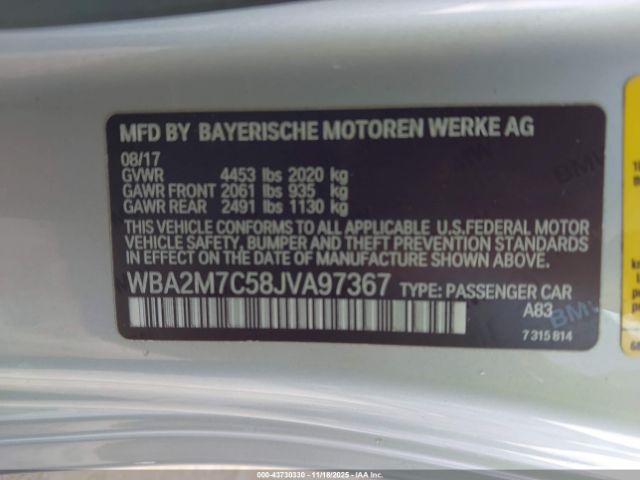 MFD BY BAYERISCHE MOTOREN WERKE AG
08/17
GVWR 4453 lbs 2020 kg
GAWR FRONT 2061 lbs 935 kg
GAWR REAR 2491 lbs 1130 kg
THIS VEHICLE CONFORMS TO ALL APPLICABLE U.S.FEDERAL MOTOR
VEHICLE SAFETY, BUMPER AND THEFT PREVENTION STANDARDS
IN EFFECT ON THE DATE OF MANUFACTURE SHOWN ABOVE.
WBA2M7C58JVA97367 TYPE: PASSENGER CAR
A83
7 315 814
BMW
BMW
000-43730330 - 11/18/2025 - IAAI